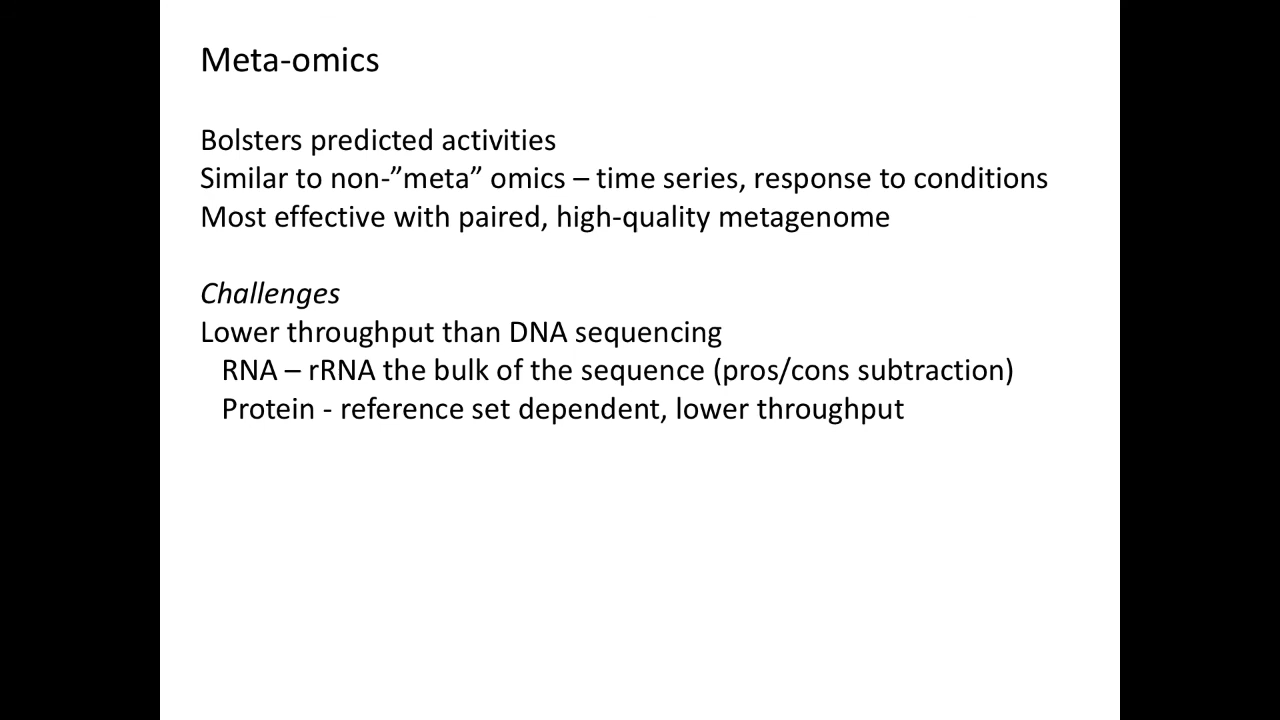 Meta-omics
Bolsters predicted activities
Similar to non-”meta” omics – time series, response to conditions
Most effective with paired, high-quality metagenome
Challenges
Lower throughput than DNA sequencing
RNA – rRNA the bulk of the sequence (pros/cons subtraction)
Protein - reference set dependent, lower throughput